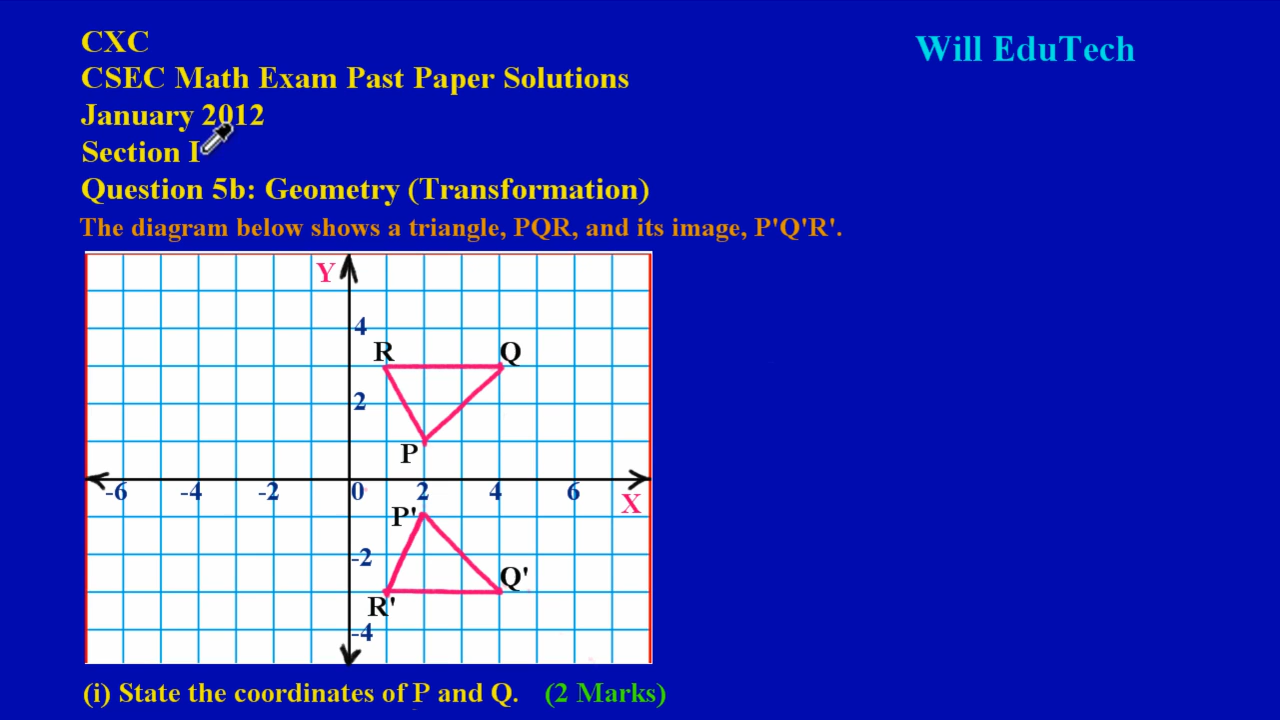 CXC
Will EduTech
CSEC Math Exam Past Paper Solutions
January 2012
Section I
Question 5b: Geometry (Transformation)
The diagram below shows a triangle, PQR, and its image, P'Q'R'.
Y
4
R Q
2
P
-6 -4 -2 0 2 4 6
X
P'
-2
Q'
R'
-4
(i) State the coordinates of P and Q. (2 Marks)